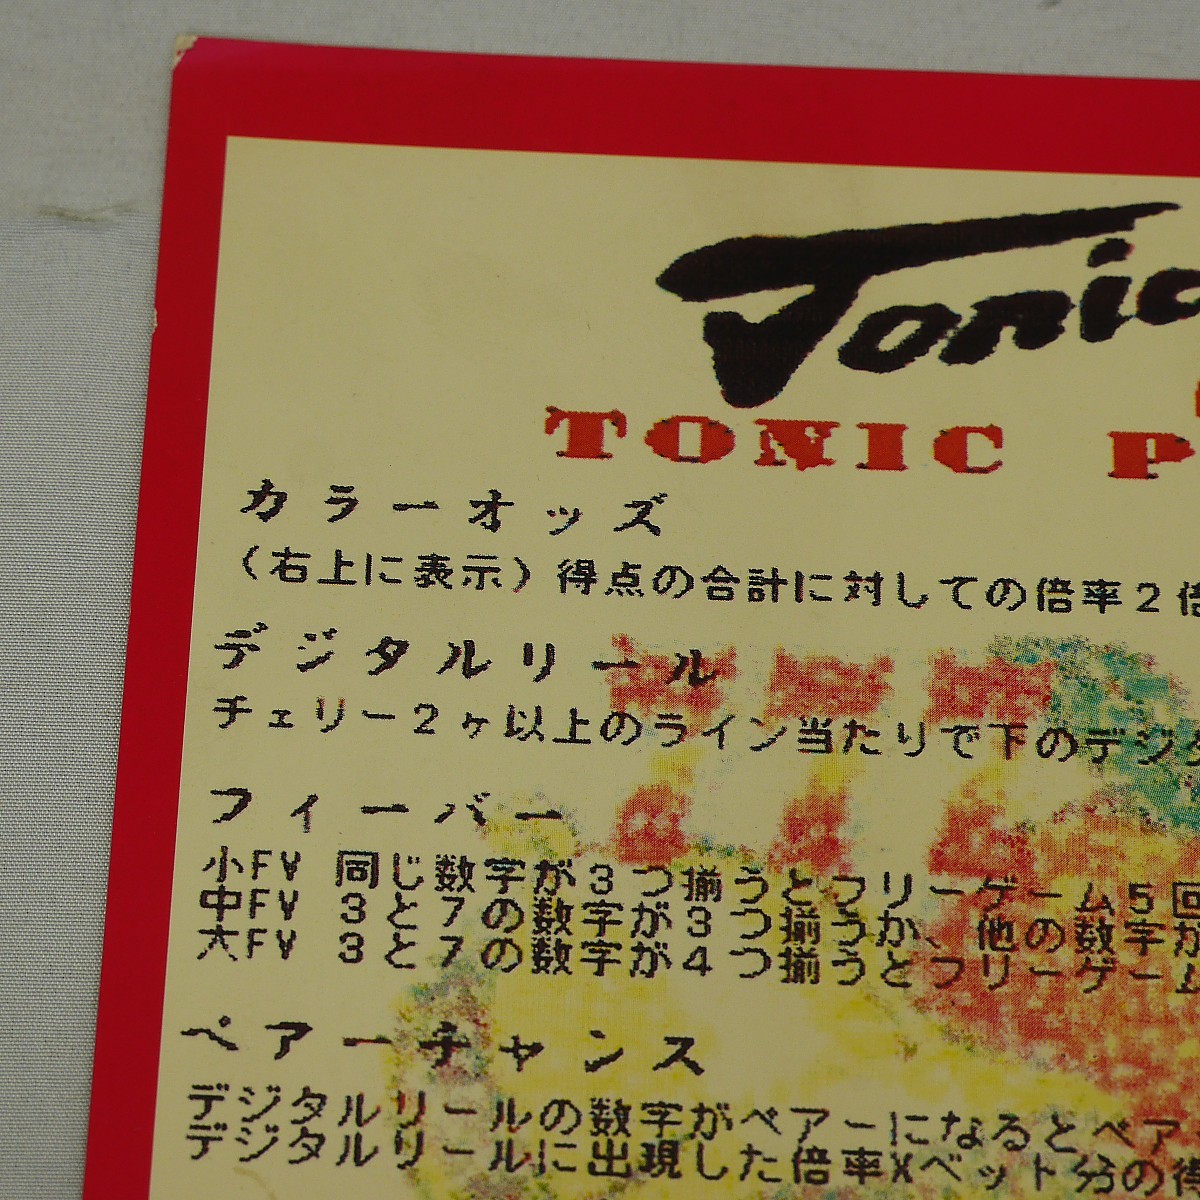 Tonic
TONIC P
カラーオッズ
(右上に表示)得点の合計に対しての倍率2倍
デジタルリール
チェリー2ヶ以上のライン当たりで下のデジタ
フィーバー
小FV 同じ数字が3つ揃うとフリーゲーム5回
中FV 3と7の数字が3つ揃うか、他の数字が
大FV 3と7の数字が4つ揃うとフリーゲーム
ペアーチャンス
デジタルリールの数字がペアーになるとペア
デジタルリールに出現した倍率Xベット分の得